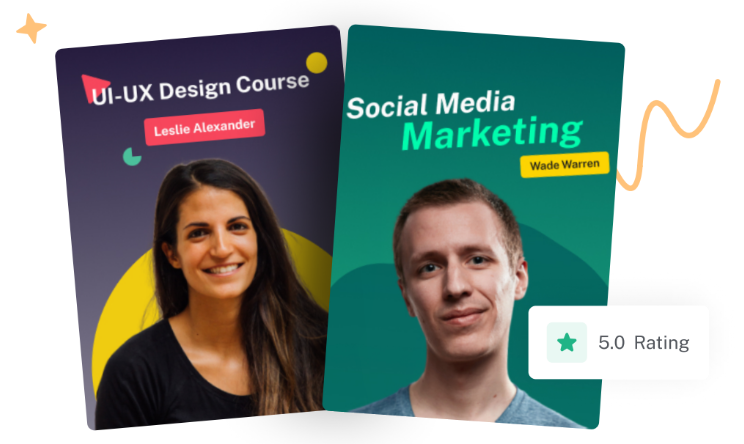 UI-UX Design Course
Leslie Alexander
Social Media
Marketing
Wade Warren
5.0 Rating